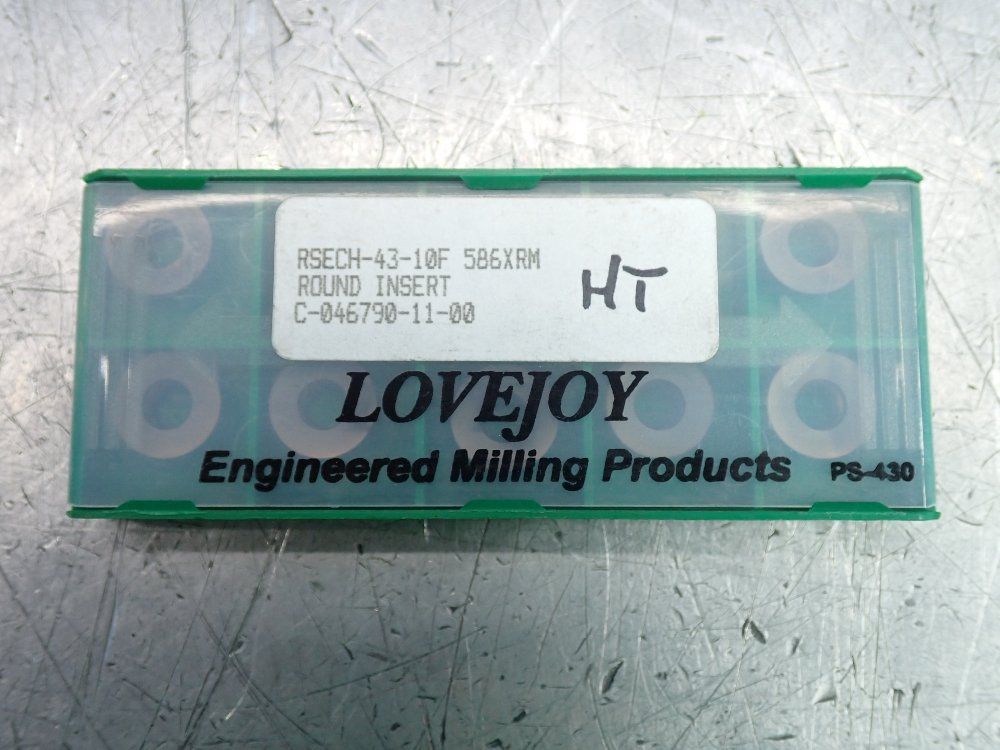 RSECH-43-10F 586XRM
ROUND INSERT
C-046790-11-00
HT
LOVEJOY
Engineered Milling Products
PS-430